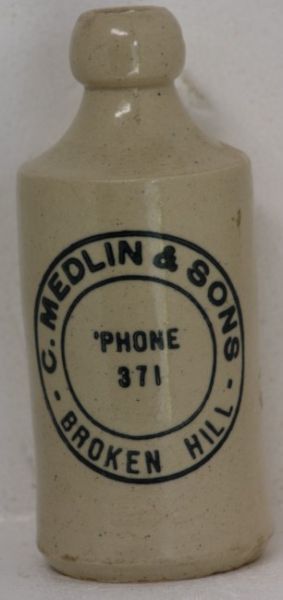 C. MEDLIN & SONS
'PHONE
371
- BROKEN HILL -